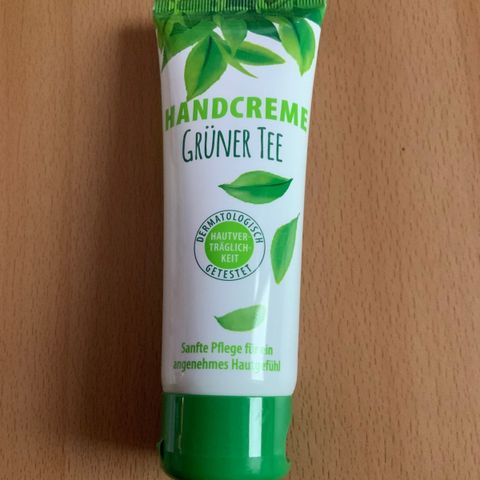 HANDCREME
GRÜNER TEE
DERMATOLOGISCH
HAUTVER-
TRÄGLICH-
KEIT
GETESTET
Sanfte Pflege für ein
angenehmes Hautgefühl